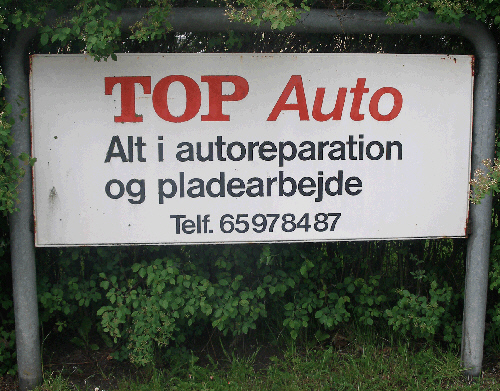 TOP Auto
Alt i autoreparation
og pladearbejde
Telf. 65978487